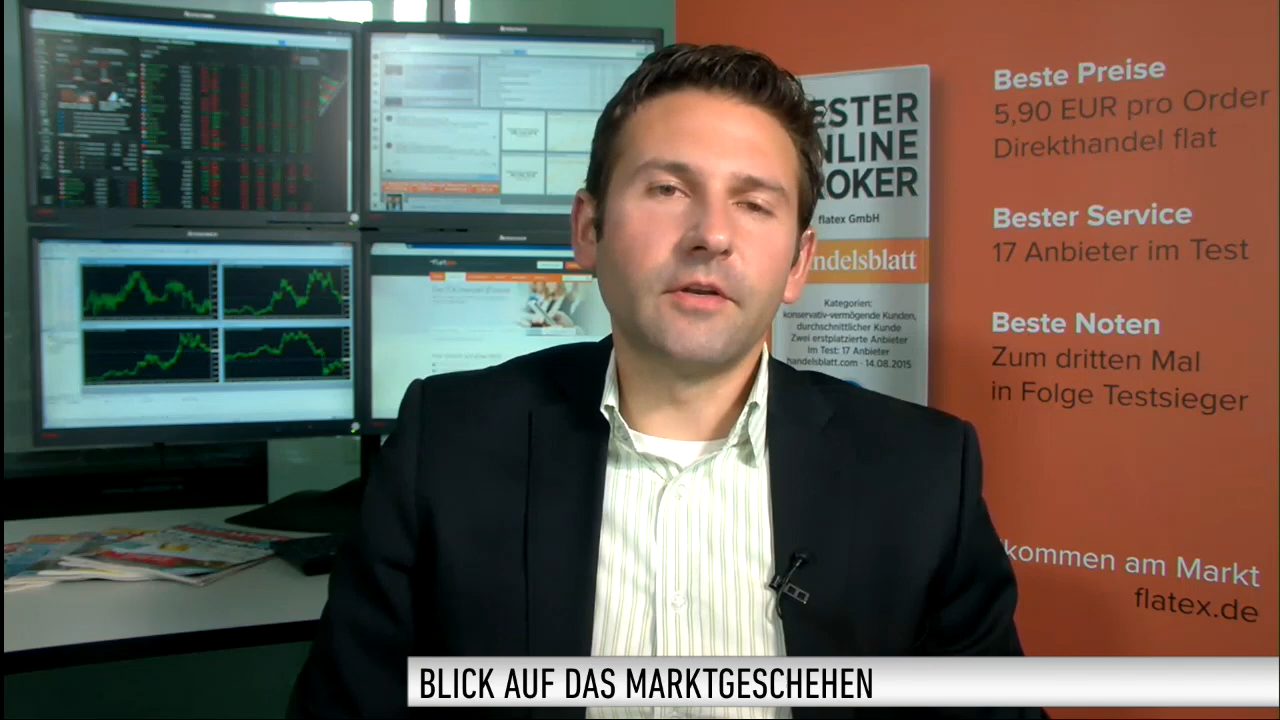 Beste Preise
5,90 EUR pro Order
Direkthandel flat
Bester Service
17 Anbieter im Test
Beste Noten
Zum dritten Mal
in Folge Testsieger
kommen am Markt
flatex.de
ESTER
NLINE
ROKER
flatex GmbH
ndelsblatt
Kategorien:
konservativ-vermögende Kunden,
durchschnittlicher Kunde
Zwei erstplatzierte Anbieter
Im Test: 17 Anbieter
handelsblatt.com · 14.08.2015
BLICK AUF DAS MARKTGESCHEHEN